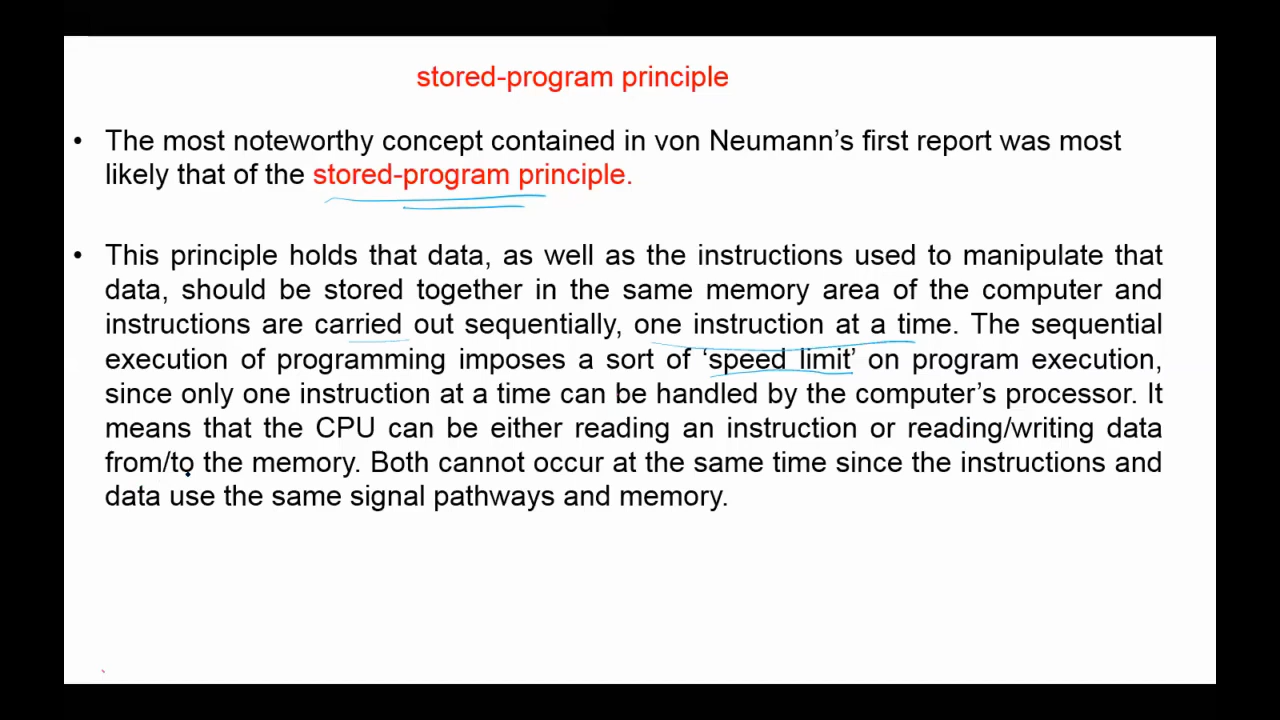 stored-program principle
• The most noteworthy concept contained in von Neumann’s first report was most
likely that of the stored-program principle.
• This principle holds that data, as well as the instructions used to manipulate that
data, should be stored together in the same memory area of the computer and
instructions are carried out sequentially, one instruction at a time. The sequential
execution of programming imposes a sort of ‘speed limit’ on program execution,
since only one instruction at a time can be handled by the computer’s processor. It
means that the CPU can be either reading an instruction or reading/writing data
from/to the memory. Both cannot occur at the same time since the instructions and
data use the same signal pathways and memory.